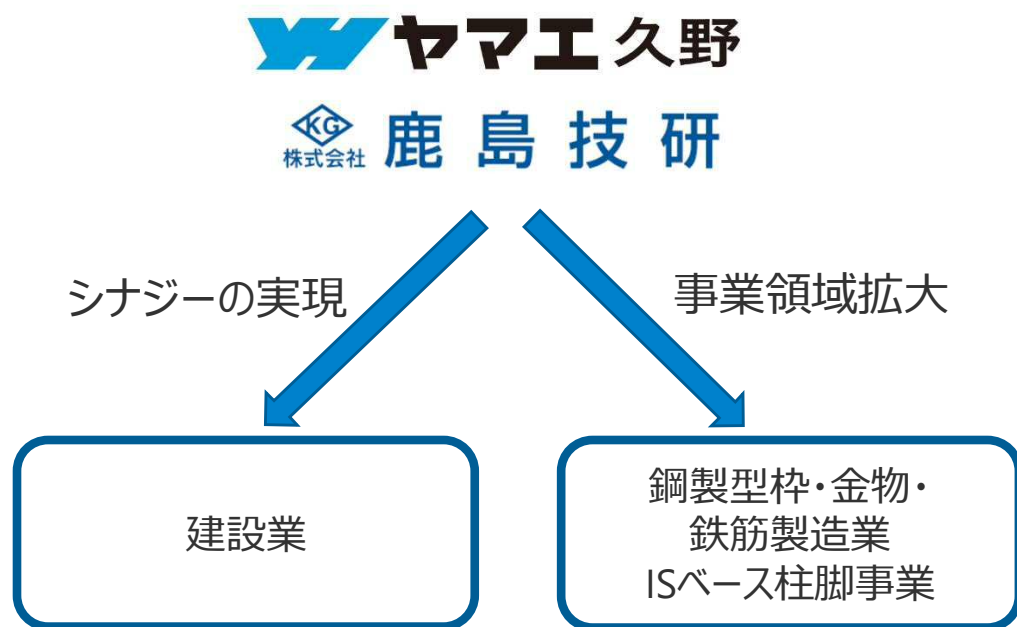 ヤマエ久野
KG
株式会社 鹿島技研
シナジーの実現
事業領域拡大
建設業
鋼製型枠・金物・
鉄筋製造業
ISベース柱脚事業